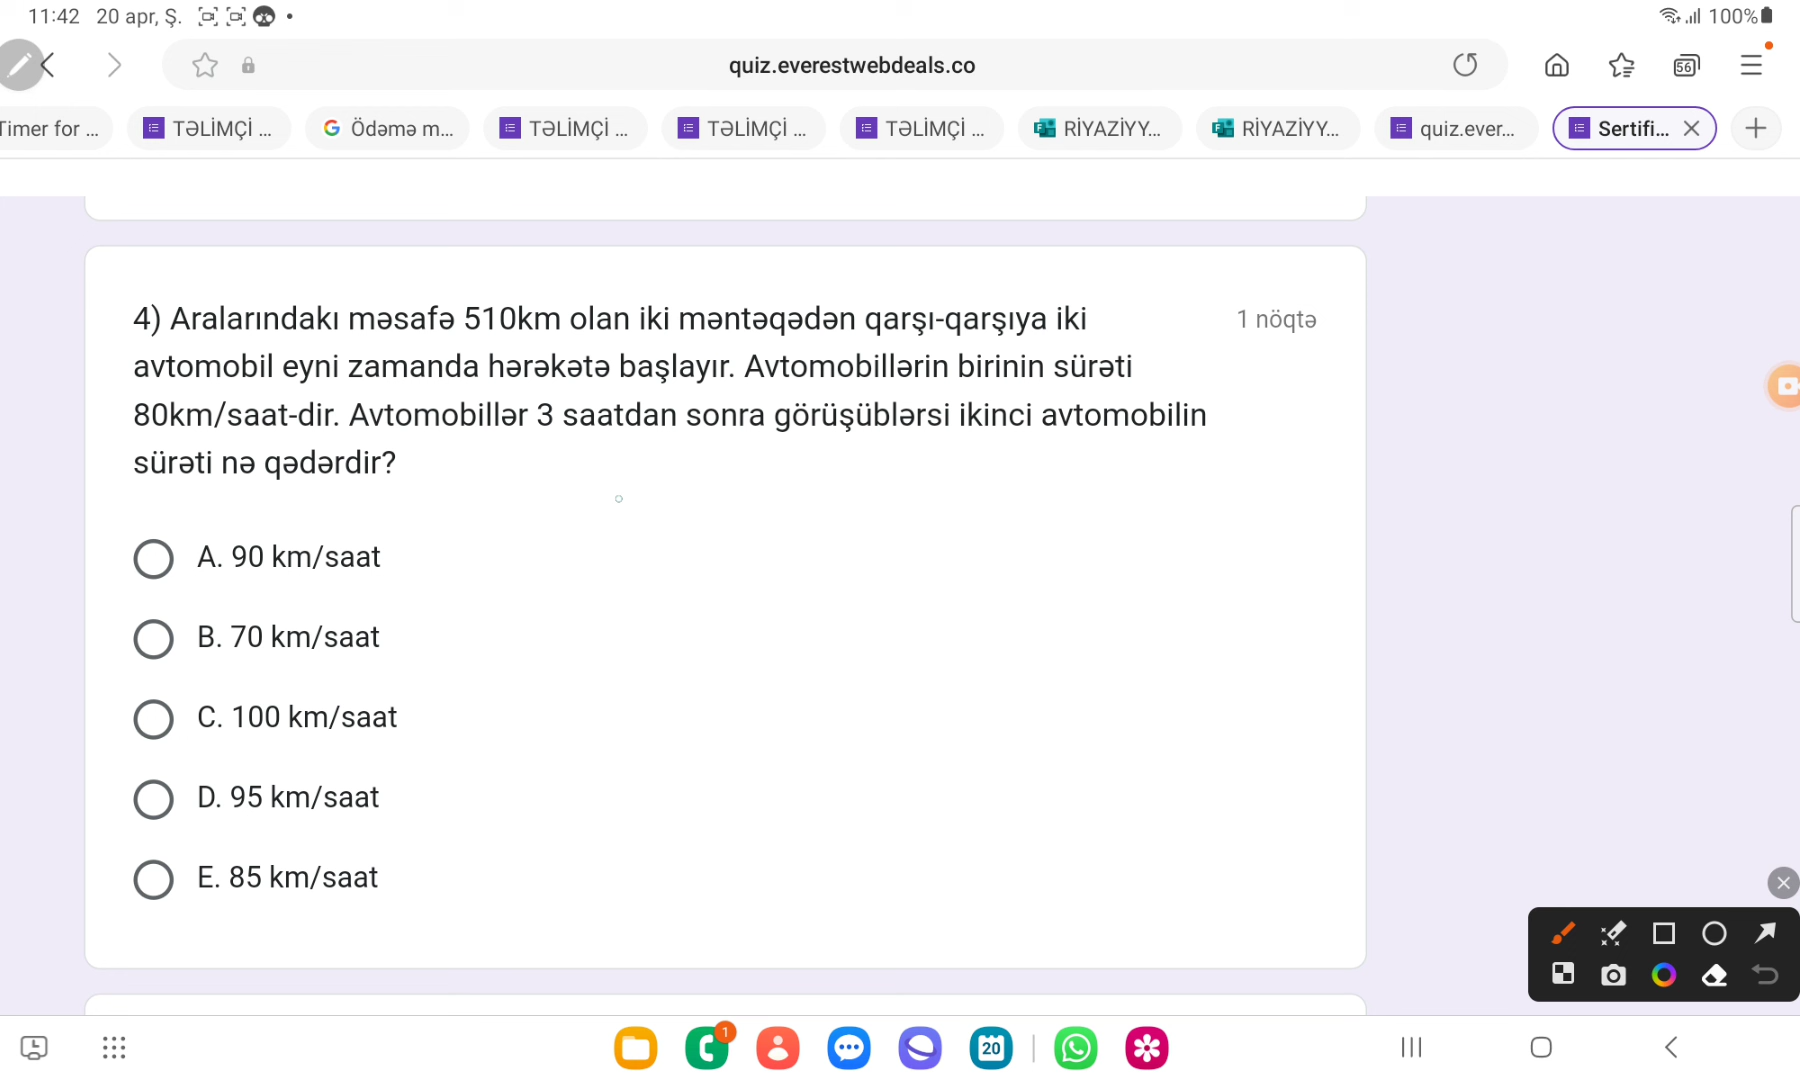 11:42 20 apr, Ş. • 100%
quiz.everestwebdeals.co 56
Timer for ... TƏLİMÇİ ... Ödəmə m... TƏLİMÇİ ... TƏLİMÇİ ... TƏLİMÇİ ... RİYAZİYY... RİYAZİYY... quiz.ever... Sertifi...
4) Aralarındakı məsafə 510km olan iki məntəqədən qarşı-qarşıya iki
1 nöqtə
avtomobil eyni zamanda hərəkətə başlayır. Avtomobillərin birinin sürəti
80km/saat-dir. Avtomobillər 3 saatdan sonra görüşüblərsi ikinci avtomobilin
sürəti nə qədərdir?
A. 90 km/saat
B. 70 km/saat
C. 100 km/saat
D. 95 km/saat
E. 85 km/saat
1
20